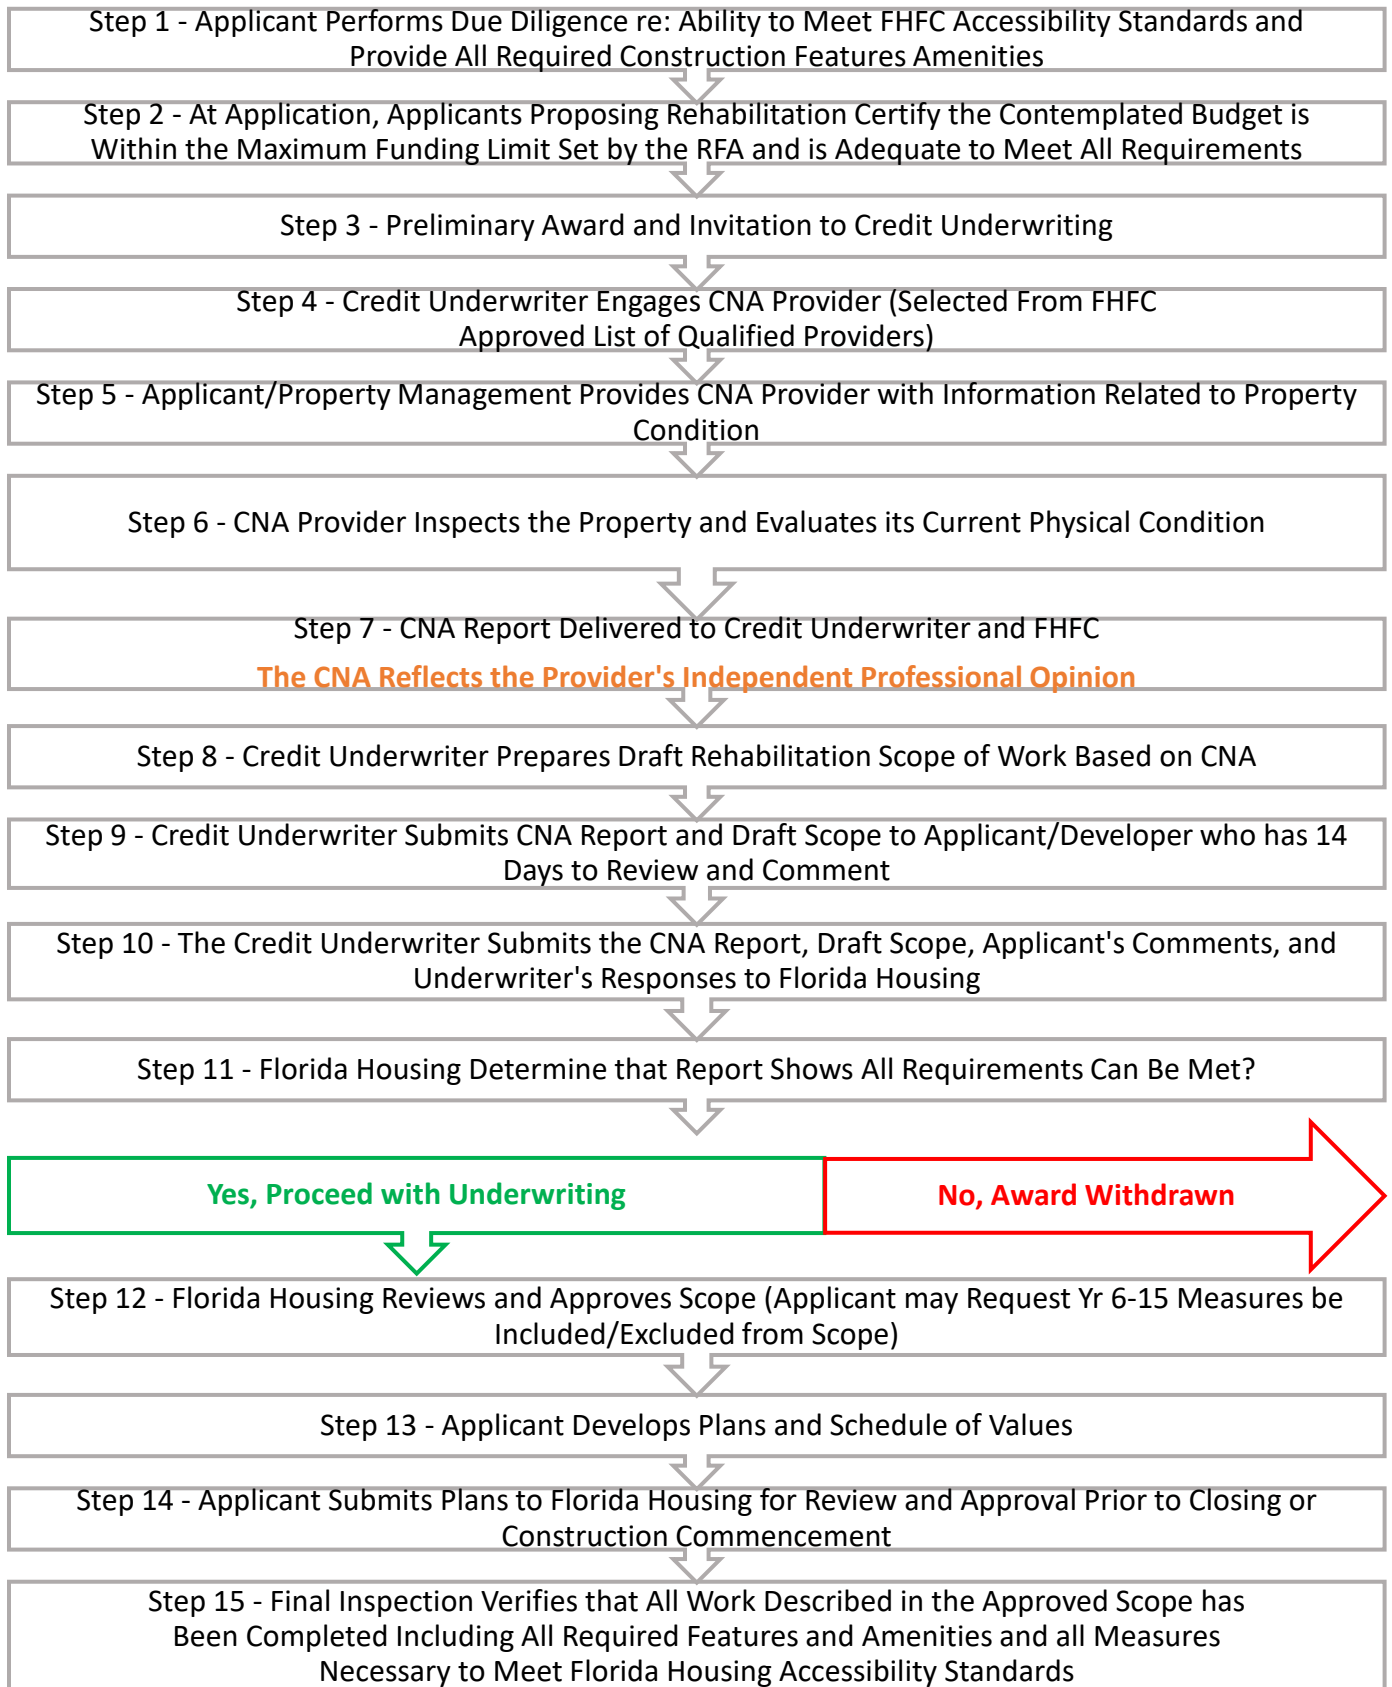 Step 1 - Applicant Performs Due Diligence re: Ability to Meet FHFC Accessibility Standards and
Provide All Required Construction Features Amenities
Step 2 - At Application, Applicants Proposing Rehabilitation Certify the Contemplated Budget is
Within the Maximum Funding Limit Set by the RFA and is Adequate to Meet All Requirements
Step 3 - Preliminary Award and Invitation to Credit Underwriting
Step 4 - Credit Underwriter Engages CNA Provider (Selected From FHFC
Approved List of Qualified Providers)
Step 5 - Applicant/Property Management Provides CNA Provider with Information Related to Property
Condition
Step 6 - CNA Provider Inspects the Property and Evaluates its Current Physical Condition
Step 7 - CNA Report Delivered to Credit Underwriter and FHFC
The CNA Reflects the Provider's Independent Professional Opinion
Step 8 - Credit Underwriter Prepares Draft Rehabilitation Scope of Work Based on CNA
Step 9 - Credit Underwriter Submits CNA Report and Draft Scope to Applicant/Developer who has 14
Days to Review and Comment
Step 10 - The Credit Underwriter Submits the CNA Report, Draft Scope, Applicant's Comments, and
Underwriter's Responses to Florida Housing
Step 11 - Florida Housing Determine that Report Shows All Requirements Can Be Met?
Yes, Proceed with Underwriting
No, Award Withdrawn
Step 12 - Florida Housing Reviews and Approves Scope (Applicant may Request Yr 6-15 Measures be
Included/Excluded from Scope)
Step 13 - Applicant Develops Plans and Schedule of Values
Step 14 - Applicant Submits Plans to Florida Housing for Review and Approval Prior to Closing or
Construction Commencement
Step 15 - Final Inspection Verifies that All Work Described in the Approved Scope has
Been Completed Including All Required Features and Amenities and all Measures
Necessary to Meet Florida Housing Accessibility Standards